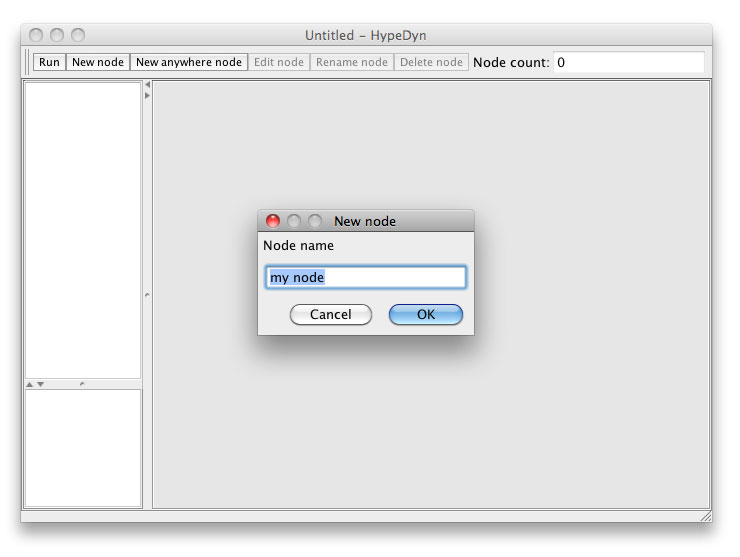 Untitled – HypeDyn
Run New node New anywhere node Edit node Rename node Delete node Node count: 0
New node
Node name
my node
Cancel OK